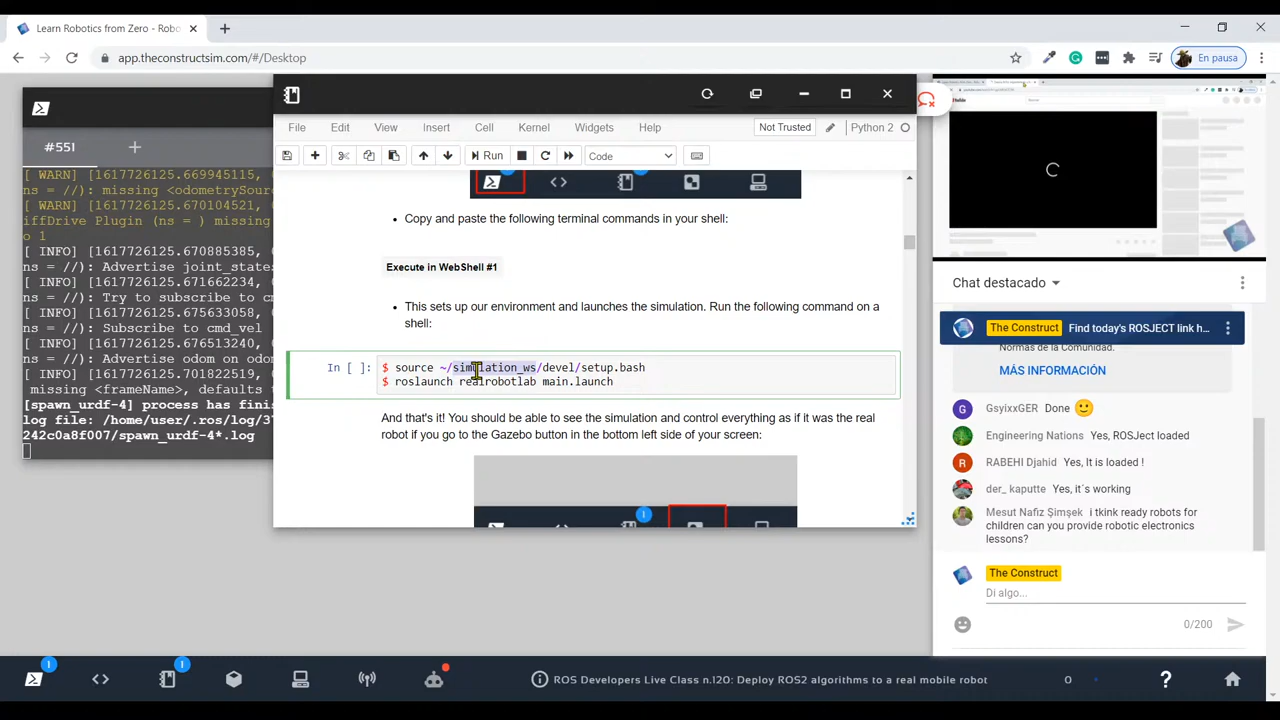 Learn Robotics from Zero - Robo
app.theconstructsim.com/#/Desktop
En pausa
#551
[ WARN] [1617726125.669945115,
ns = //): missing <odometrySour
[ WARN] [1617726125.670104521,
iffDrive Plugin (ns = ) missing
o 1
[ INFO] [1617726125.670885385,
ns = //): Advertise joint_state
[ INFO] [1617726125.671662234,
ns = //): Try to subscribe to cm
[ INFO] [1617726125.675633058,
ns = //): Subscribe to cmd_vel
[ INFO] [1617726125.676513240,
ns = //): Advertise odom on odom
[ INFO] [1617726125.701822519,
missing <frameName>, defaults t
[spawn_urdf-4] process has fini
log file: /home/user/.ros/log/37
242c0a8f007/spawn_urdf-4*.log
File Edit View Insert Cell Kernel Widgets Help
Not Trusted
Python 2
Run
Code
• Copy and paste the following terminal commands in your shell:
Execute in WebShell #1
• This sets up our environment and launches the simulation. Run the following command on a
shell:
In [ ]:
$ source ~/simulation_ws/devel/setup.bash
$ roslaunch realrobotlab main.launch
And that's it! You should be able to see the simulation and control everything as if it was the real
robot if you go to the Gazebo button in the bottom left side of your screen:
Chat destacado
The Construct Find today's ROSJECT link h...
Normas de la Comunidad.
MÁS INFORMACIÓN
GsyixxGER Done
Engineering Nations Yes, ROSJect loaded
RABEHI Djahid Yes, It is loaded !
der_ kaputte Yes, it´s working
Mesut Nafiz Şimşek i tkink ready robots for
children can you provide robotic electronics
lessons?
The Construct
Di algo...
0/200
1
1
ROS Developers Live Class n.120: Deploy ROS2 algorithms to a real mobile robot